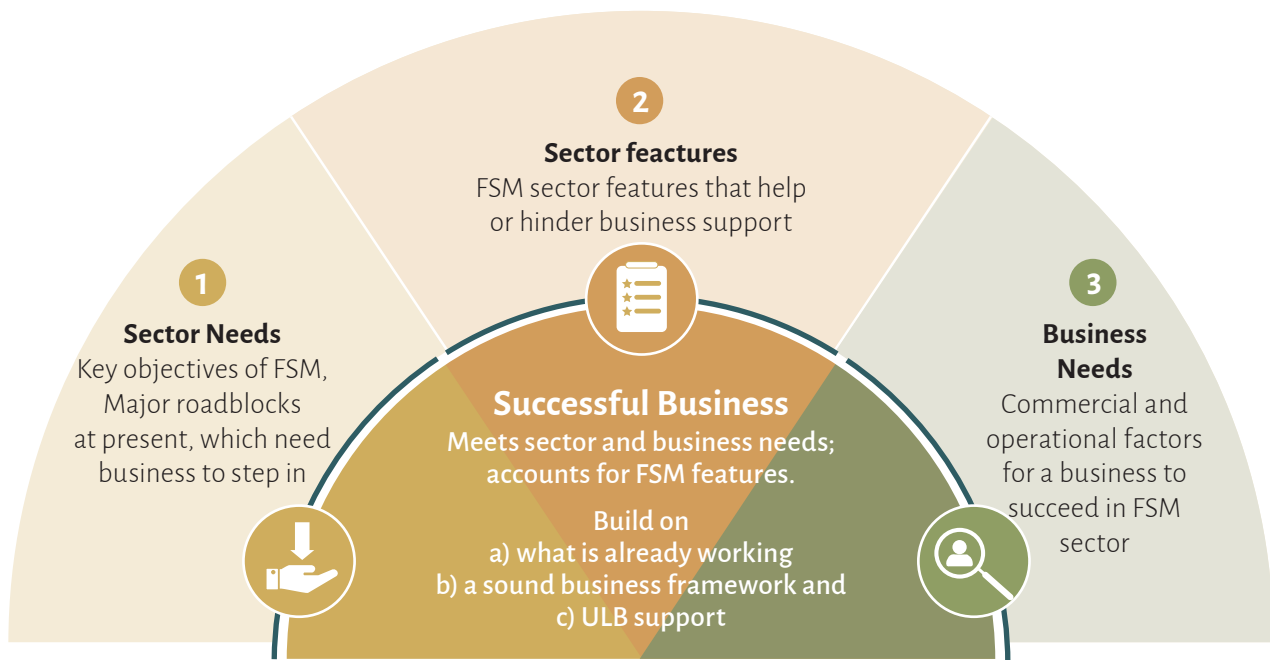 1
Sector Needs
Key objectives of FSM,
Major roadblocks
at present, which need
business to step in
2
Sector feactures
FSM sector features that help
or hinder business support
3
Business
Needs
Commercial and
operational factors
for a business to
succeed in FSM
sector
Successful Business
Meets sector and business needs;
accounts for FSM features.
Build on
a) what is already working
b) a sound business framework and
c) ULB support